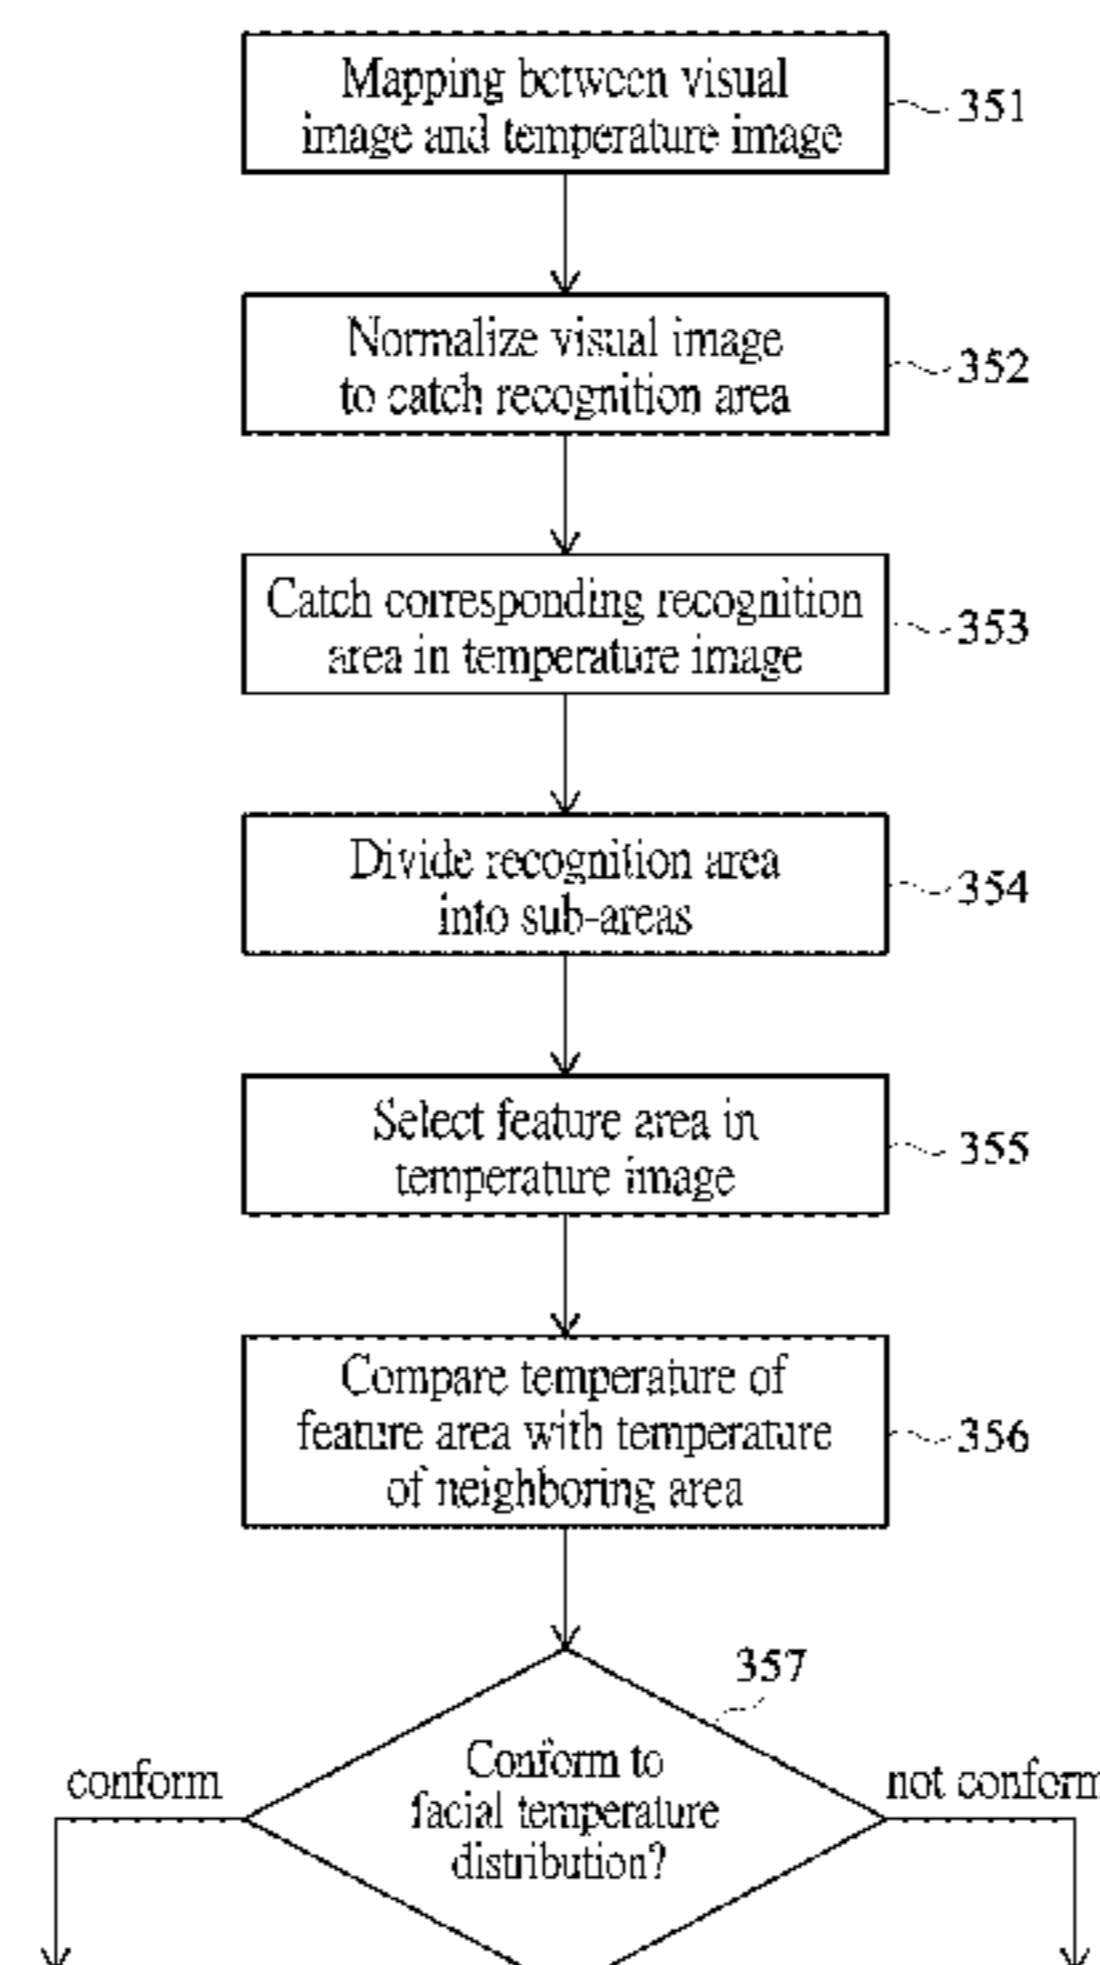 Mapping between visual
image and temperature image
351
Normalize visual image
to catch recognition area
352
Catch corresponding recognition
area in temperature image
353
Divide recognition area
into sub-areas
354
Select feature area in
temperature image
355
Compare temperature of
feature area with temperature
of neighboring area
356
357
Conform to
facial temperature
distribution?
conform
not conform